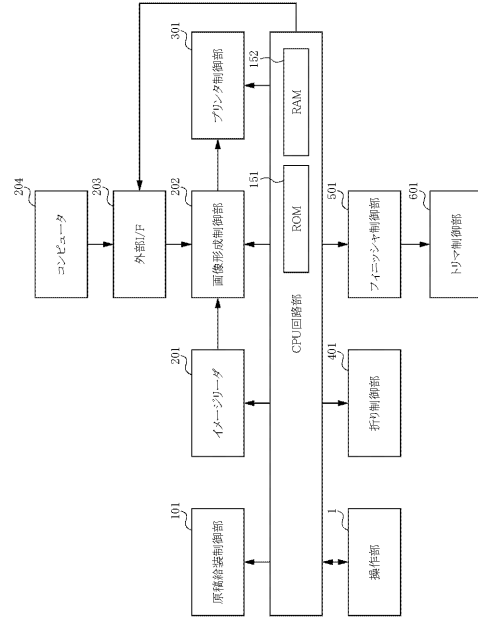 コンピュータ
204
外部I/F
203
原稿給装制御部
101
イメージリーダ
201
画像形成制御部
202
プリンタ制御部
301
CPU回路部
ROM
151
RAM
152
操作部
1
折り制御部
401
フィニッシャ制御部
501
トリマ制御部
601